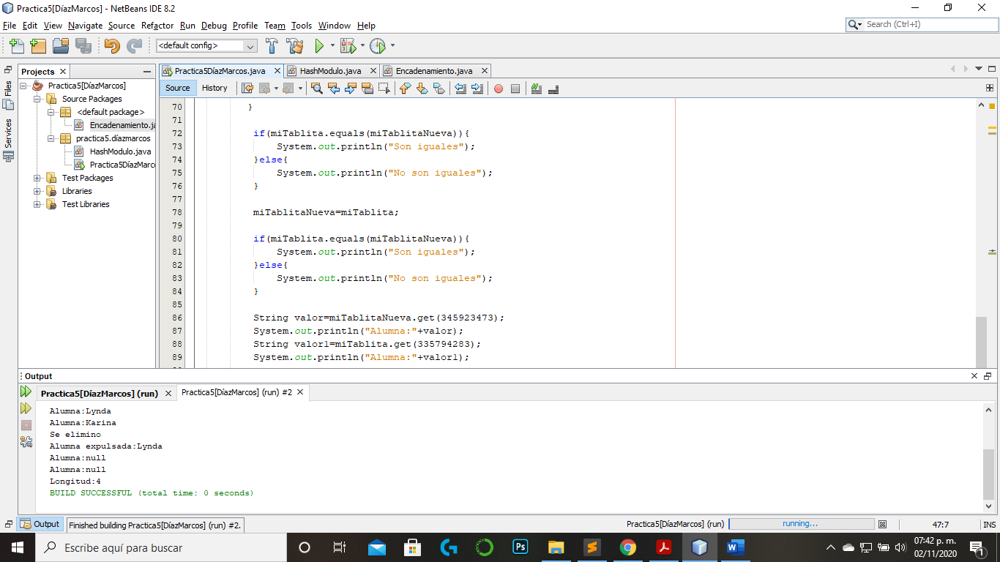 Practica5[DíazMarcos] - NetBeans IDE 8.2
File Edit View Navigate Source Refactor Run Debug Profile Team Tools Window Help
Search (Ctrl+I)
<default config>
Projects
Practica5DíazMarcos.java
HashModulo.java
Encadenamiento.java
Files
Services
Practica5[DíazMarcos]
Source Packages
<default package>
Encadenamiento.ja
practica5.díazmarcos
HashModulo.java
Practica5DíazMarc
Test Packages
Libraries
Test Libraries
Source History
70 }
71
72 if(miTablita.equals(miTablitaNueva)){
73 System.out.println("Son iguales");
74 }else{
75 System.out.println("No son iguales");
76 }
77
78 miTablitaNueva=miTablita;
79
80 if(miTablita.equals(miTablitaNueva)){
81 System.out.println("Son iguales");
82 }else{
83 System.out.println("No son iguales");
84 }
85
86 String valor=miTablitaNueva.get(345923473);
87 System.out.println("Alumna:"+valor);
88 String valor1=miTablita.get(335794283);
89 System.out.println("Alumna:"+valor1);
Output
Practica5[DíazMarcos] (run)
Practica5[DíazMarcos] (run) #2
Alumna:Lynda
Alumna:Karina
Se elimino
Alumna expulsada:Lynda
Alumna:null
Alumna:null
Longitud:4
BUILD SUCCESSFUL (total time: 0 seconds)
Output
Finished building Practica5[DíazMarcos] (run) #2.
Practica5[DíazMarcos] (run)
running...
47:7
INS
Escribe aquí para buscar
Ps
W
07:42 p. m.
02/11/2020
1